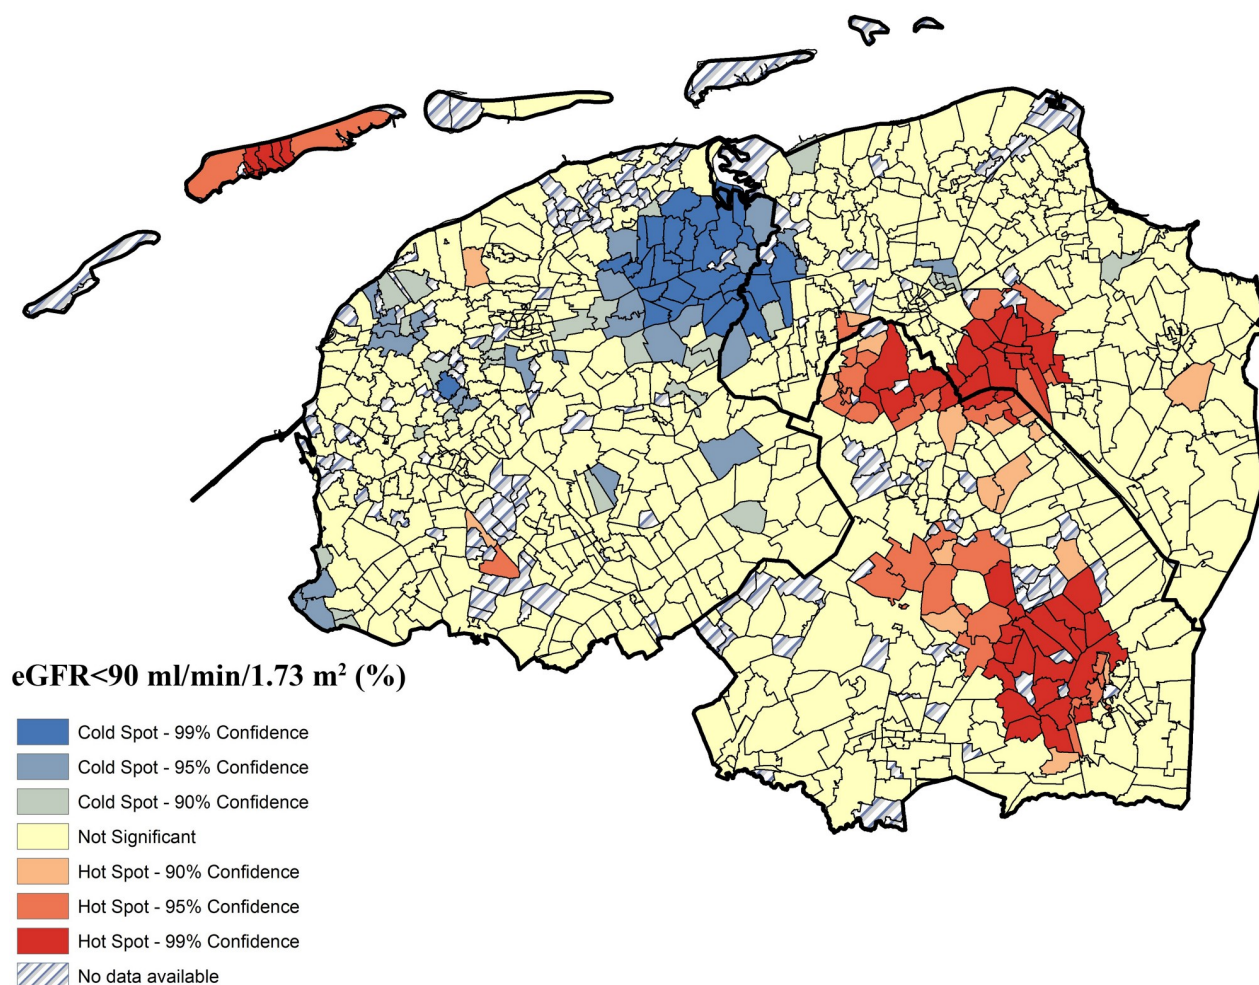 eGFR<90 ml/min/1.73 m² (%)
Cold Spot - 99% Confidence
Cold Spot - 95% Confidence
Cold Spot - 90% Confidence
Not Significant
Hot Spot - 90% Confidence
Hot Spot - 95% Confidence
Hot Spot - 99% Confidence
No data available